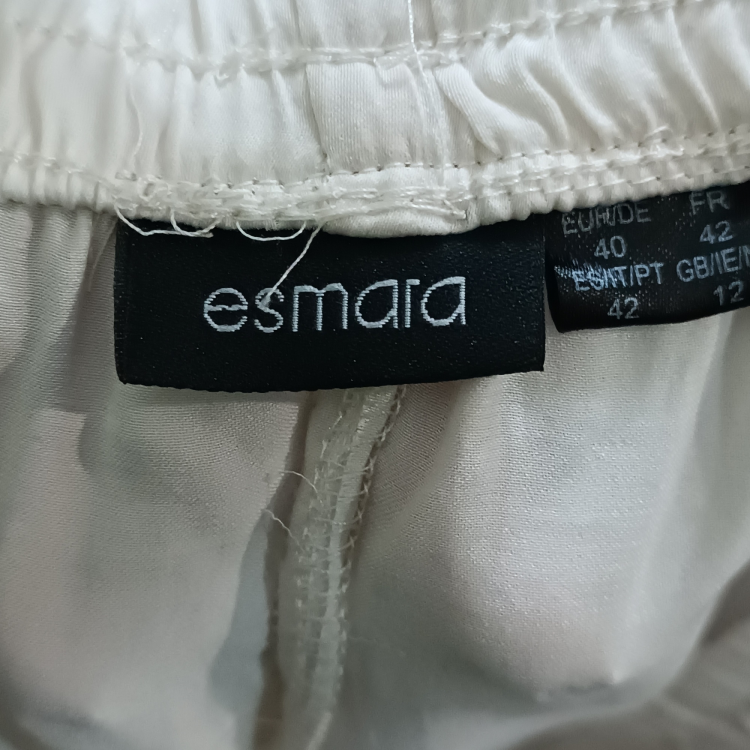 esmara
EUR/DE FR
40 42
ES/IT/PT GB/IE/
42 12